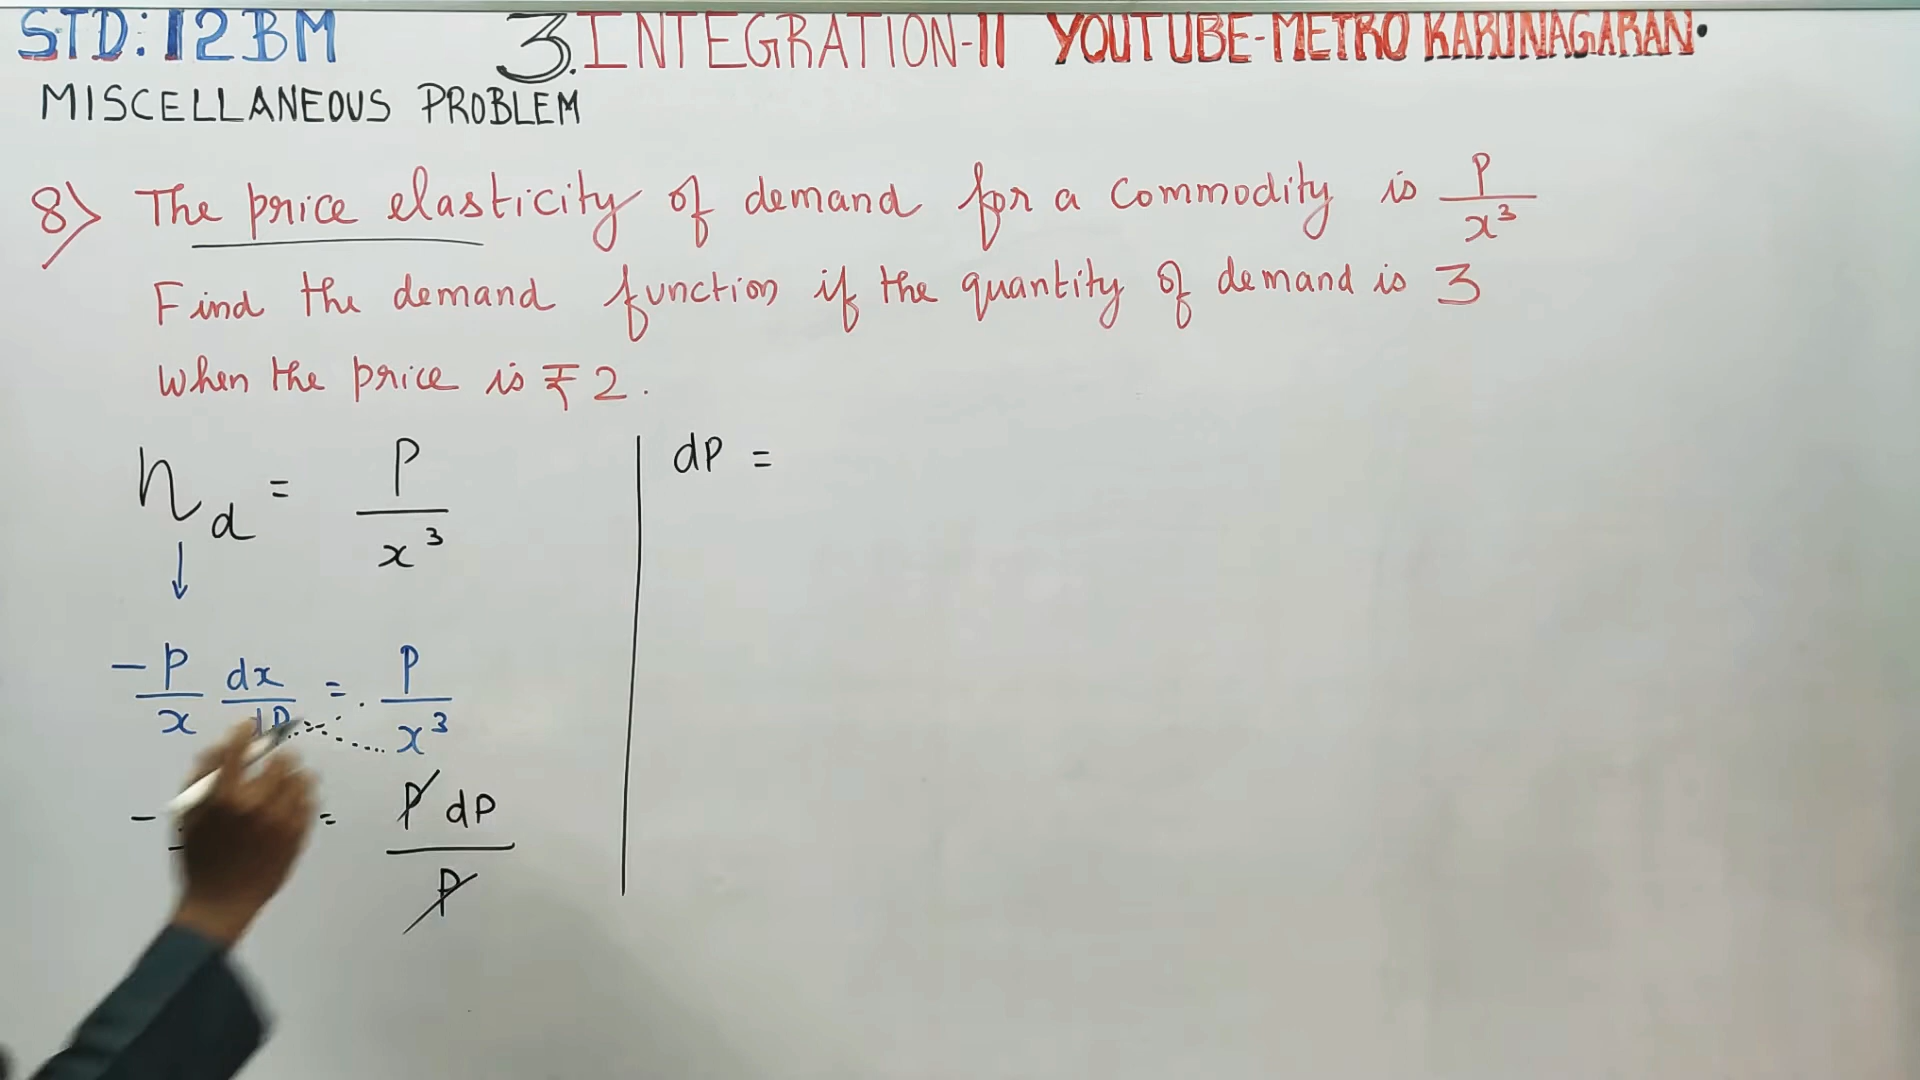 STD: 12 BM 3. INTEGRATION-II YOUTUBE-METRO KARUNAGARAN.
MISCELLANEOUS PROBLEM
8) The price elasticity of demand for a commodity is P/x³
Find the demand function if the quantity of demand is 3
when the price is ₹2.
η_d = P/x³
↓
-P/x dx/dP = P/x³
- = P dP/P
dP =